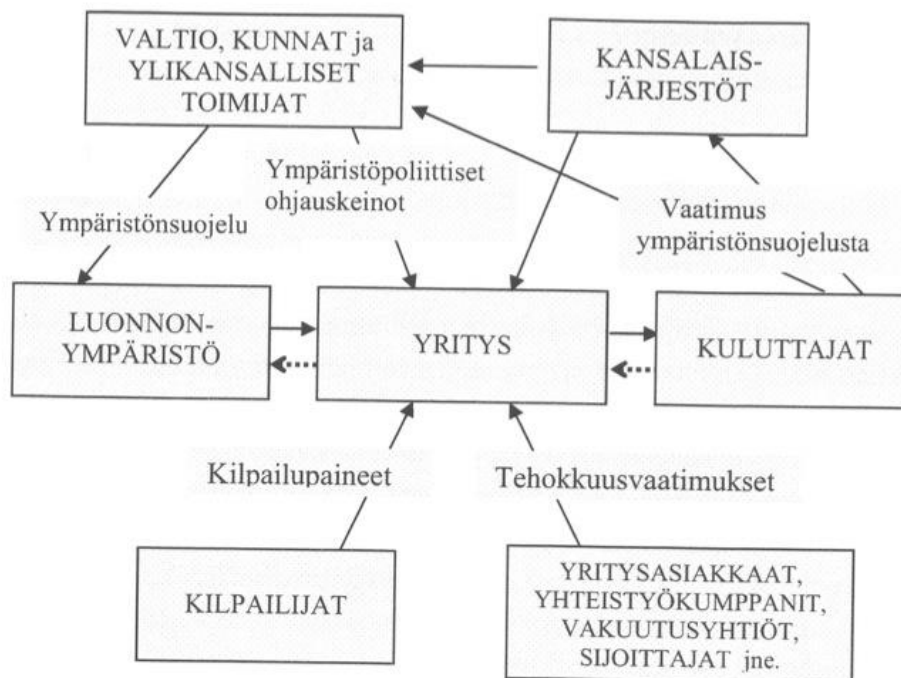 VALTIO, KUNNAT ja
YLIKANSALLISET
TOIMIJAT
KANSALAIS-
JÄRJESTÖT
Ympäristöpoliittiset
ohjauskeinot
Ympäristönsuojelu
Vaatimus
ympäristönsuojelusta
LUONNON-
YMPÄRISTÖ
YRITYS
KULUTTAJAT
Kilpailupaineet
Tehokkuusvaatimukset
KILPAILIJAT
YRITYSASIAKKAAT,
YHTEISTYÖKUMPPANIT,
VAKUUTUSYHTIÖT,
SIJOITTAJAT jne.